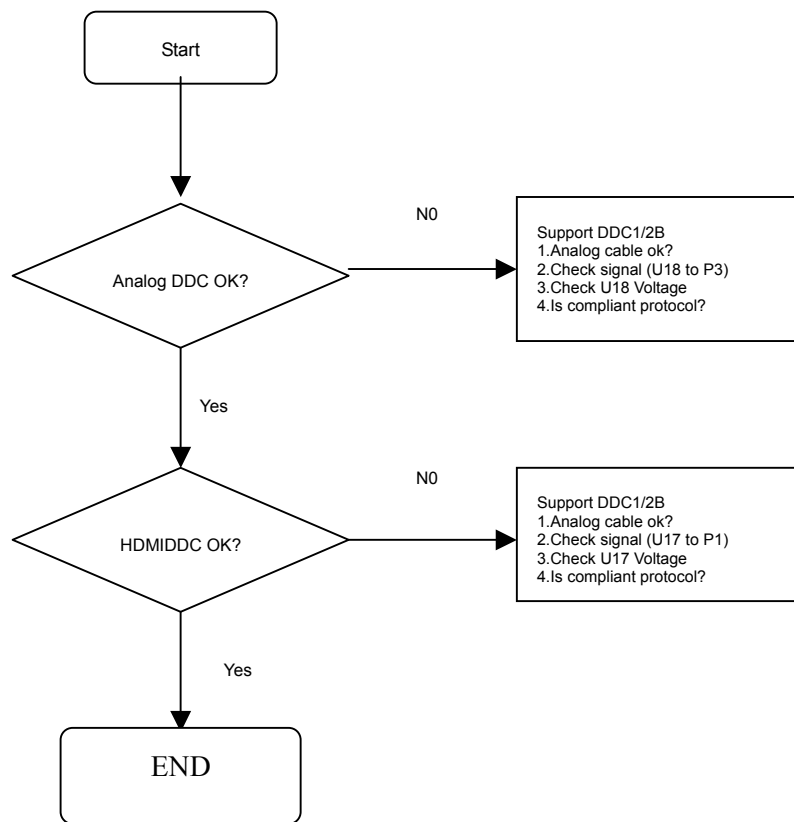 Start
Analog DDC OK?
N0
Support DDC1/2B
1.Analog cable ok?
2.Check signal (U18 to P3)
3.Check U18 Voltage
4.Is compliant protocol?
Yes
HDMIDDC OK?
N0
Support DDC1/2B
1.Analog cable ok?
2.Check signal (U17 to P1)
3.Check U17 Voltage
4.Is compliant protocol?
Yes
END